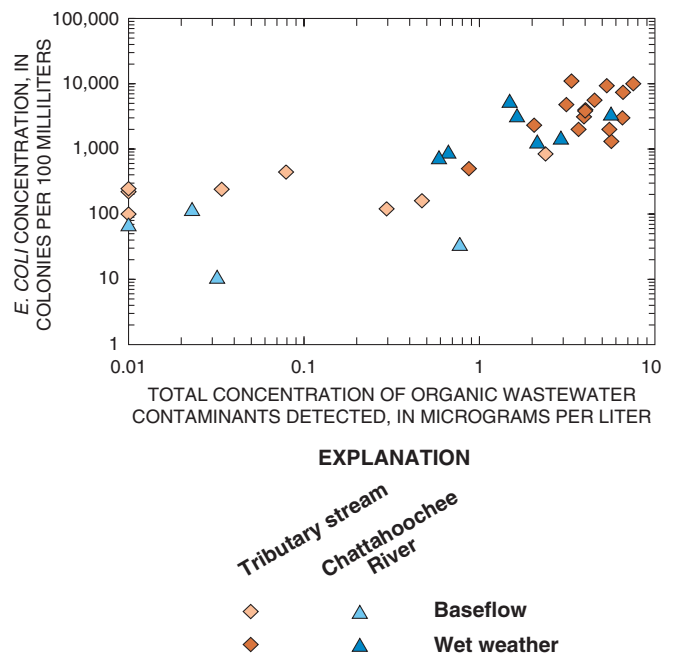 100,000
10,000
1,000
100
10
1
E. COLI CONCENTRATION, IN
COLONIES PER 100 MILLILITERS
0.01 0.1 1 10
TOTAL CONCENTRATION OF ORGANIC WASTEWATER
CONTAMINANTS DETECTED, IN MICROGRAMS PER LITER
EXPLANATION
Tributary stream
Chattahoochee
River
Baseflow
Wet weather